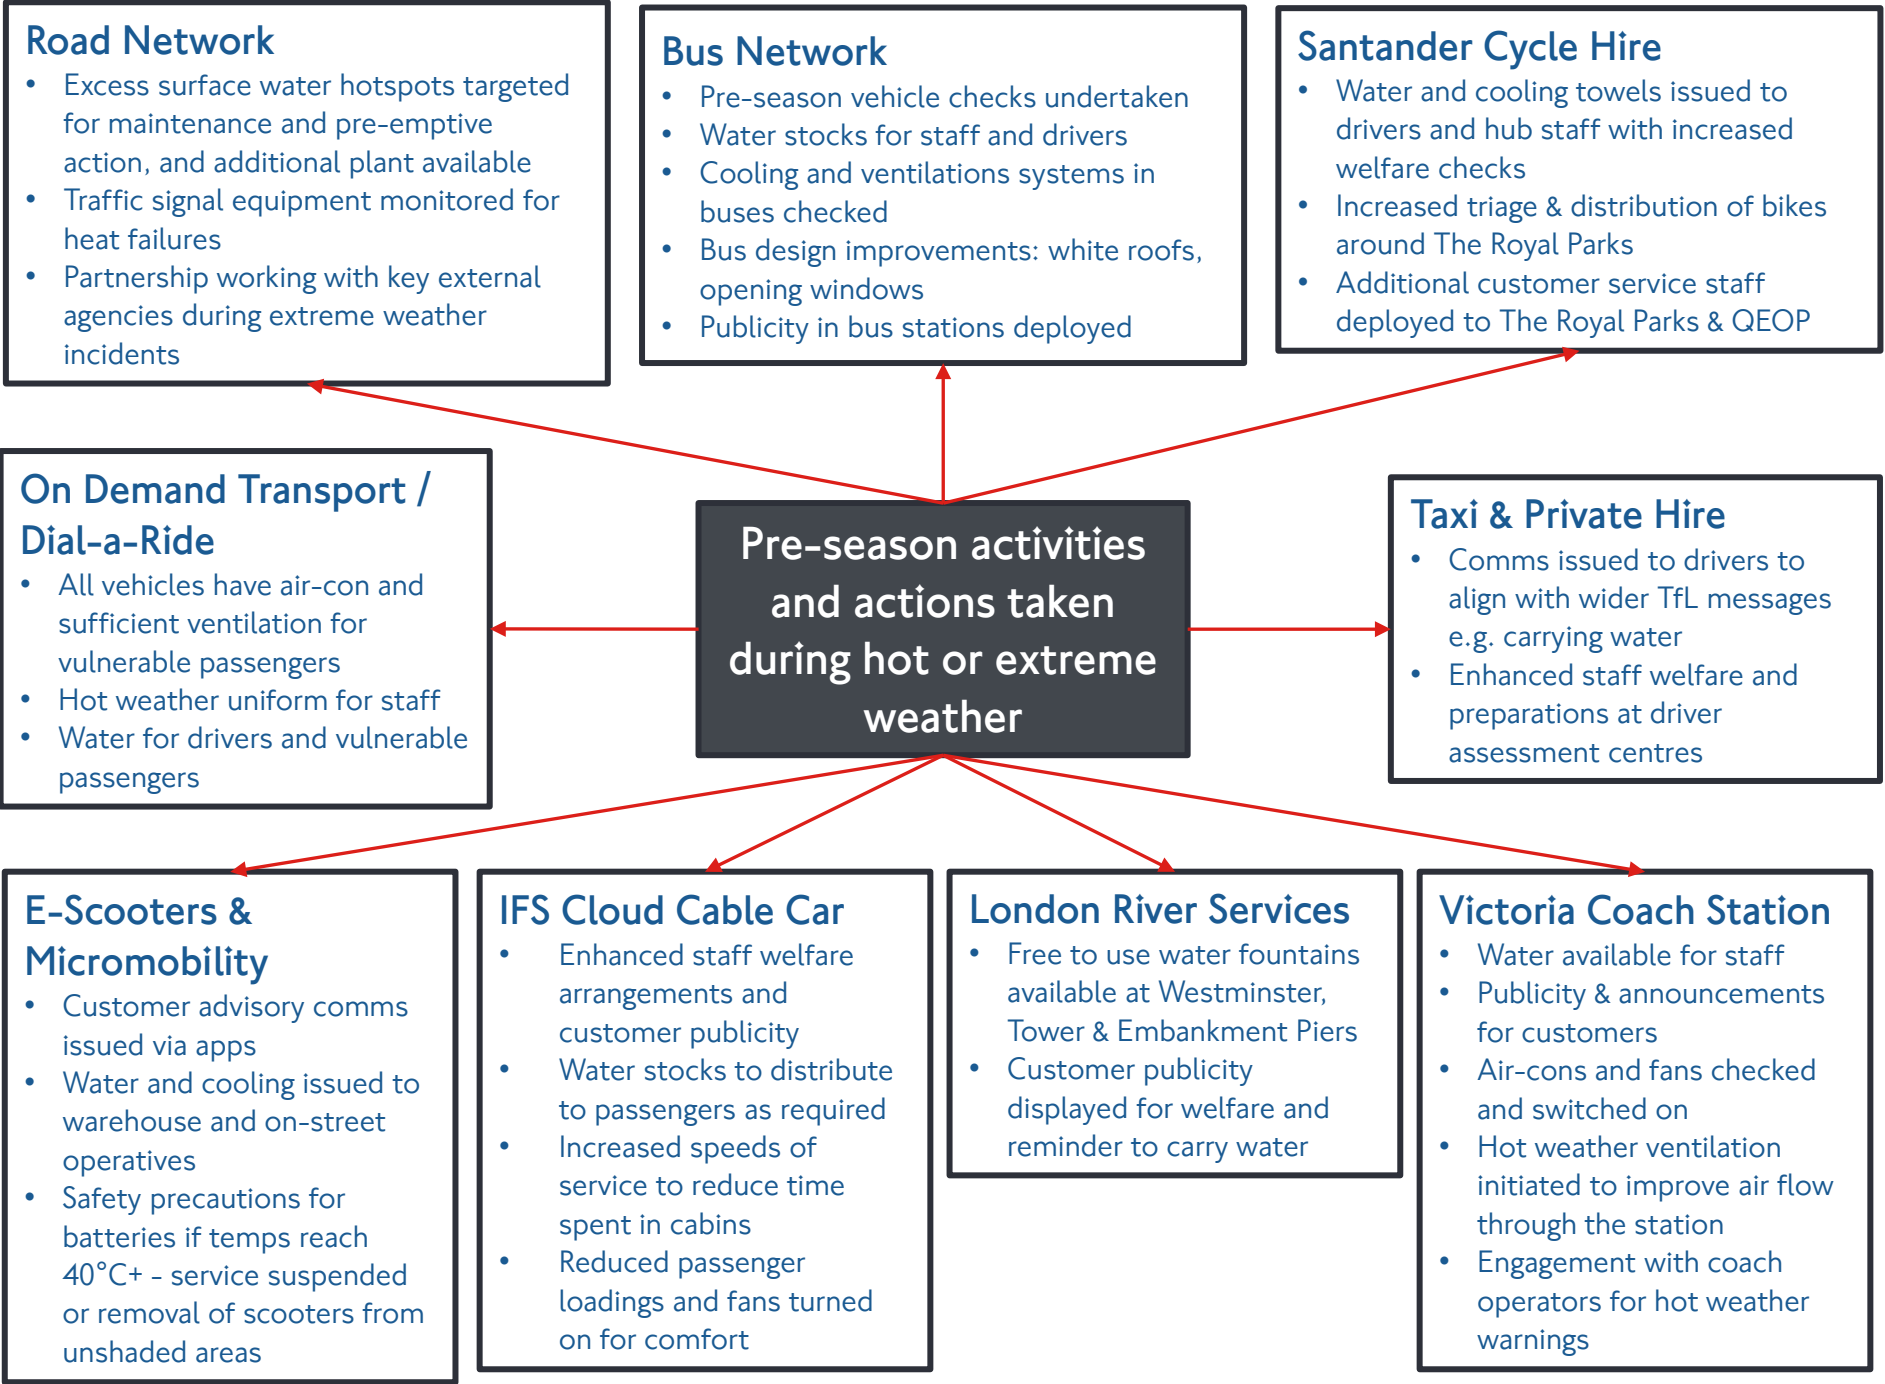 Road Network
• Excess surface water hotspots targeted
for maintenance and pre-emptive
action, and additional plant available
• Traffic signal equipment monitored for
heat failures
• Partnership working with key external
agencies during extreme weather
incidents
Bus Network
• Pre-season vehicle checks undertaken
• Water stocks for staff and drivers
• Cooling and ventilations systems in
buses checked
• Bus design improvements: white roofs,
opening windows
• Publicity in bus stations deployed
Santander Cycle Hire
• Water and cooling towels issued to
drivers and hub staff with increased
welfare checks
• Increased triage & distribution of bikes
around The Royal Parks
• Additional customer service staff
deployed to The Royal Parks & QEOP
On Demand Transport /
Dial-a-Ride
• All vehicles have air-con and
sufficient ventilation for
vulnerable passengers
• Hot weather uniform for staff
• Water for drivers and vulnerable
passengers
Pre-season activities
and actions taken
during hot or extreme
weather
Taxi & Private Hire
• Comms issued to drivers to
align with wider TfL messages
e.g. carrying water
• Enhanced staff welfare and
preparations at driver
assessment centres
E-Scooters &
Micromobility
• Customer advisory comms
issued via apps
• Water and cooling issued to
warehouse and on-street
operatives
• Safety precautions for
batteries if temps reach
40°C+ - service suspended
or removal of scooters from
unshaded areas
IFS Cloud Cable Car
• Enhanced staff welfare
arrangements and
customer publicity
• Water stocks to distribute
to passengers as required
• Increased speeds of
service to reduce time
spent in cabins
• Reduced passenger
loadings and fans turned
on for comfort
London River Services
• Free to use water fountains
available at Westminster,
Tower & Embankment Piers
• Customer publicity
displayed for welfare and
reminder to carry water
Victoria Coach Station
• Water available for staff
• Publicity & announcements
for customers
• Air-cons and fans checked
and switched on
• Hot weather ventilation
initiated to improve air flow
through the station
• Engagement with coach
operators for hot weather
warnings